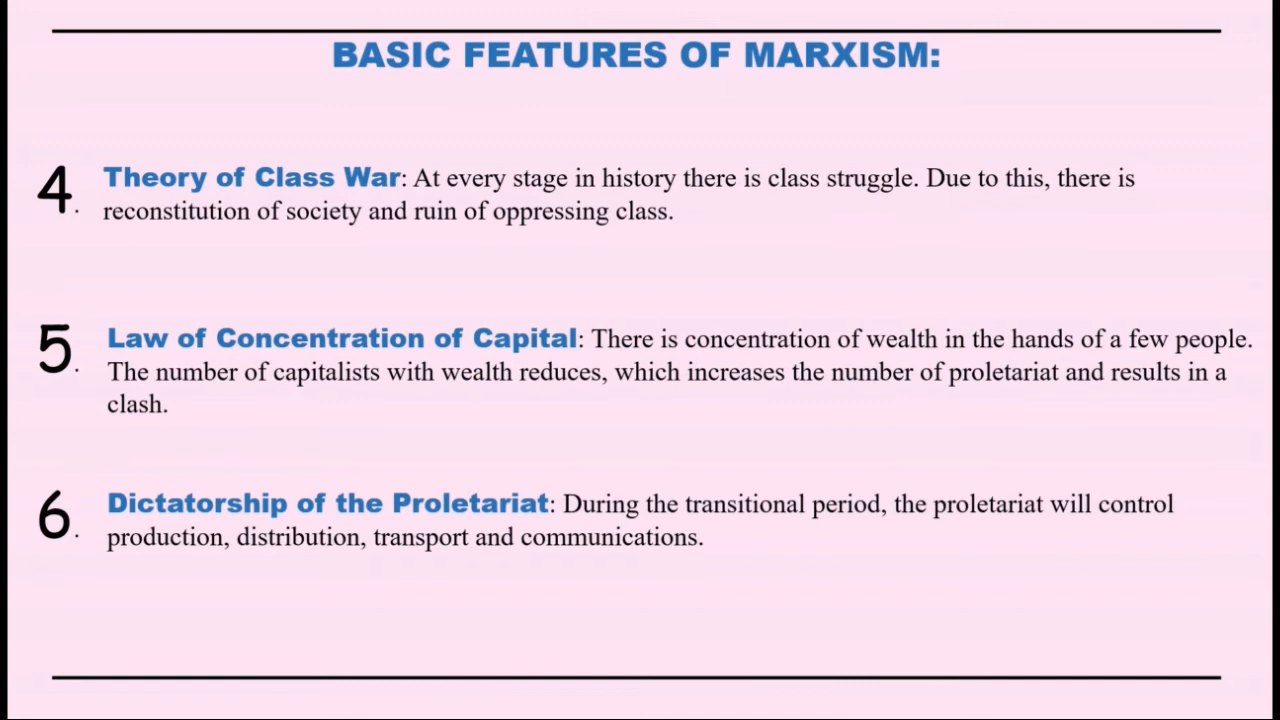 BASIC FEATURES OF MARXISM:
4. Theory of Class War: At every stage in history there is class struggle. Due to this, there is
reconstitution of society and ruin of oppressing class.
5. Law of Concentration of Capital: There is concentration of wealth in the hands of a few people.
The number of capitalists with wealth reduces, which increases the number of proletariat and results in a
clash.
6. Dictatorship of the Proletariat: During the transitional period, the proletariat will control
production, distribution, transport and communications.